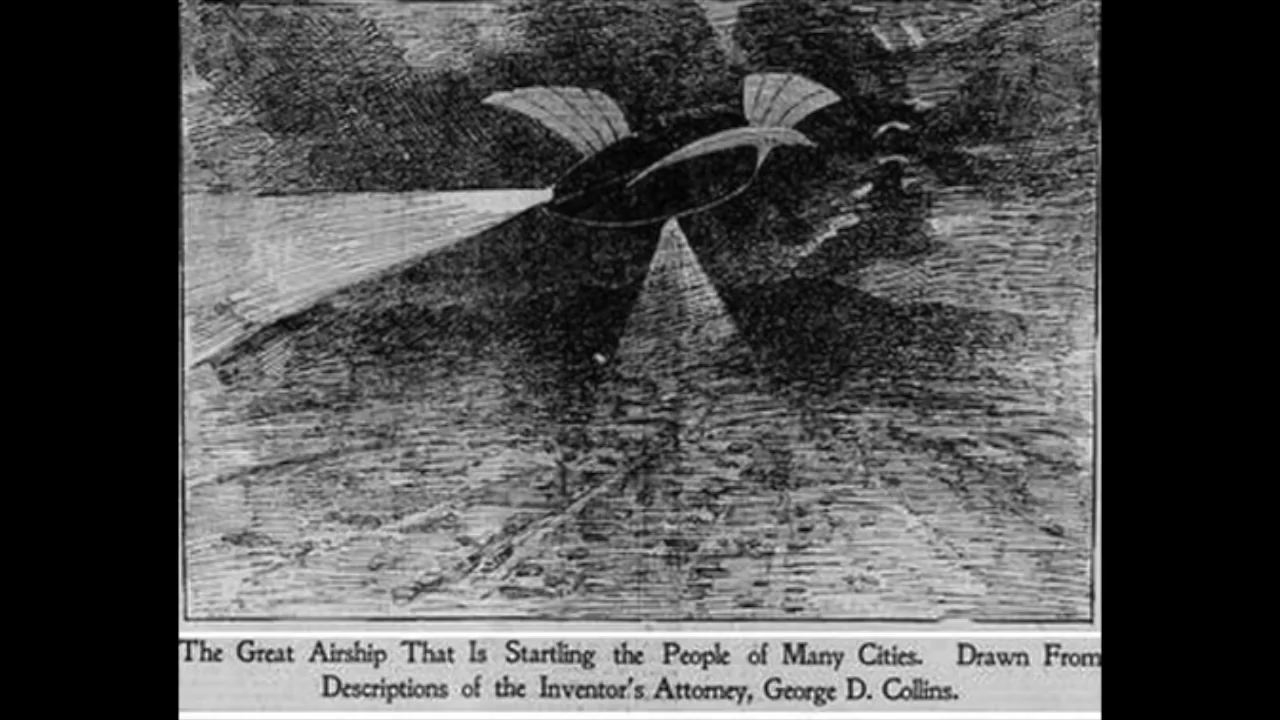 The Great Airship That Is Startling the People of Many Cities. Drawn From
Descriptions of the Inventor's Attorney, George D. Collins.